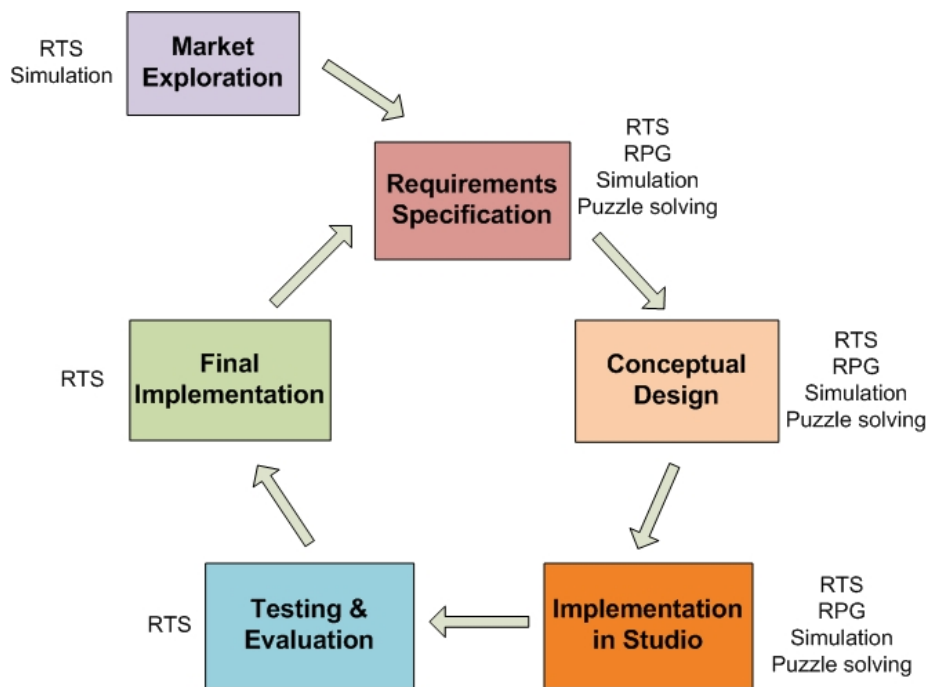 RTS
Simulation
Market
Exploration
Requirements
Specification
RTS
RPG
Simulation
Puzzle solving
RTS
Final
Implementation
Conceptual
Design
RTS
RPG
Simulation
Puzzle solving
RTS
Testing &
Evaluation
Implementation
in Studio
RTS
RPG
Simulation
Puzzle solving